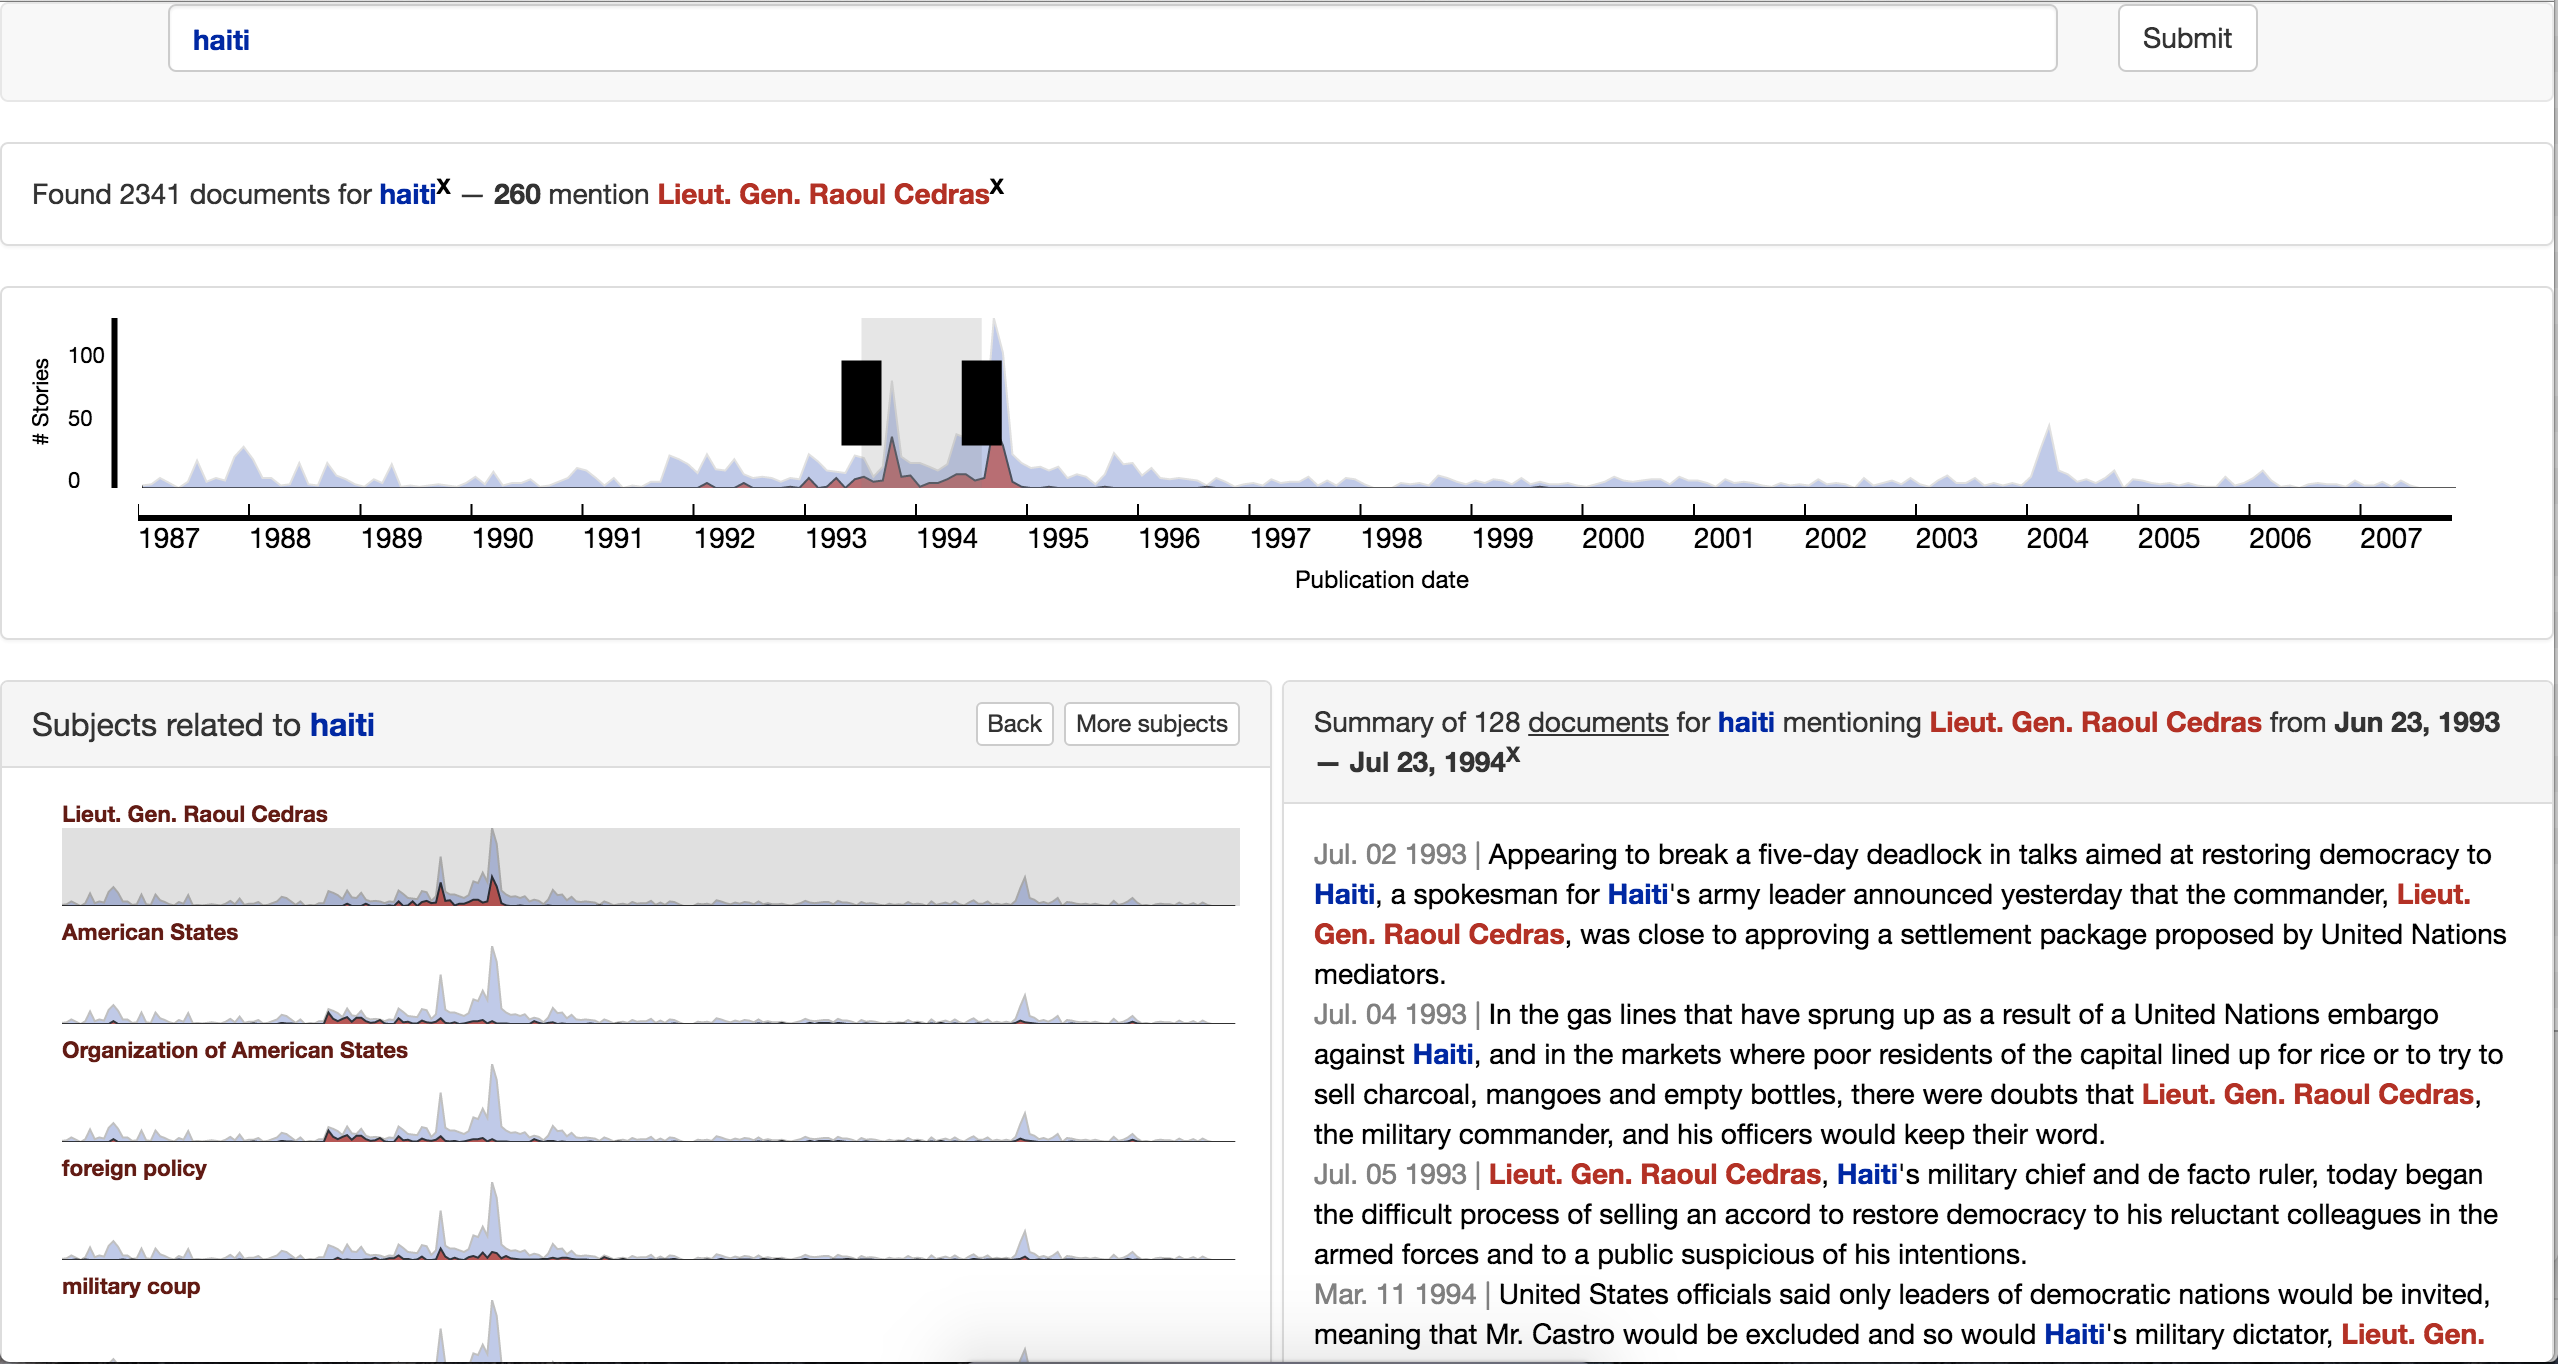 haiti
Submit
Found 2341 documents for haitiX — 260 mention Lieut. Gen. Raoul CedrasX
# Stories
100
50
0
1987 1988 1989 1990 1991 1992 1993 1994 1995 1996 1997 1998 1999 2000 2001 2002 2003 2004 2005 2006 2007
Publication date
Subjects related to haiti
Back
More subjects
Lieut. Gen. Raoul Cedras
American States
Organization of American States
foreign policy
military coup
Summary of 128 documents for haiti mentioning Lieut. Gen. Raoul Cedras from Jun 23, 1993
— Jul 23, 1994X
Jul. 02 1993 | Appearing to break a five-day deadlock in talks aimed at restoring democracy to
Haiti, a spokesman for Haiti's army leader announced yesterday that the commander, Lieut.
Gen. Raoul Cedras, was close to approving a settlement package proposed by United Nations
mediators.
Jul. 04 1993 | In the gas lines that have sprung up as a result of a United Nations embargo
against Haiti, and in the markets where poor residents of the capital lined up for rice or to try to
sell charcoal, mangoes and empty bottles, there were doubts that Lieut. Gen. Raoul Cedras,
the military commander, and his officers would keep their word.
Jul. 05 1993 | Lieut. Gen. Raoul Cedras, Haiti's military chief and de facto ruler, today began
the difficult process of selling an accord to restore democracy to his reluctant colleagues in the
armed forces and to a public suspicious of his intentions.
Mar. 11 1994 | United States officials said only leaders of democratic nations would be invited,
meaning that Mr. Castro would be excluded and so would Haiti's military dictator, Lieut. Gen.